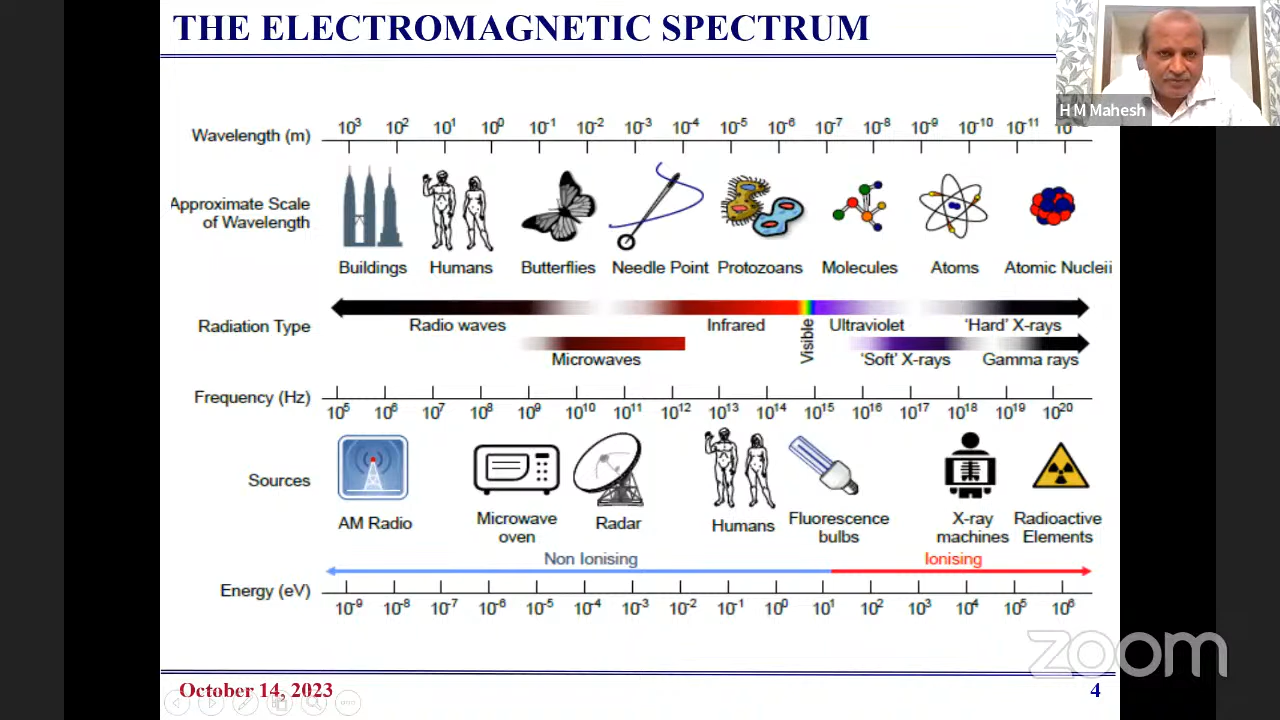 THE ELECTROMAGNETIC SPECTRUM
H M Mahesh
Wavelength (m) 10³ 10² 10¹ 10⁰ 10⁻¹ 10⁻² 10⁻³ 10⁻⁴ 10⁻⁵ 10⁻⁶ 10⁻⁷ 10⁻⁸ 10⁻⁹ 10⁻¹⁰ 10⁻¹¹
Approximate Scale
of Wavelength
Buildings Humans Butterflies Needle Point Protozoans Molecules Atoms Atomic Nucleii
Radiation Type
Radio waves Infrared Visible Ultraviolet ‘Hard’ X-rays
Microwaves ‘Soft’ X-rays Gamma rays
Frequency (Hz)
10⁵ 10⁶ 10⁷ 10⁸ 10⁹ 10¹⁰ 10¹¹ 10¹² 10¹³ 10¹⁴ 10¹⁵ 10¹⁶ 10¹⁷ 10¹⁸ 10¹⁹ 10²⁰
Sources
AM Radio
Microwave
oven
Radar
Humans
Fluorescence
bulbs
X-ray
machines
Radioactive
Elements
Non Ionising Ionising
Energy (eV)
10⁻⁹ 10⁻⁸ 10⁻⁷ 10⁻⁶ 10⁻⁵ 10⁻⁴ 10⁻³ 10⁻² 10⁻¹ 10⁰ 10¹ 10² 10³ 10⁴ 10⁵ 10⁶
zoom
October 14, 2023 4